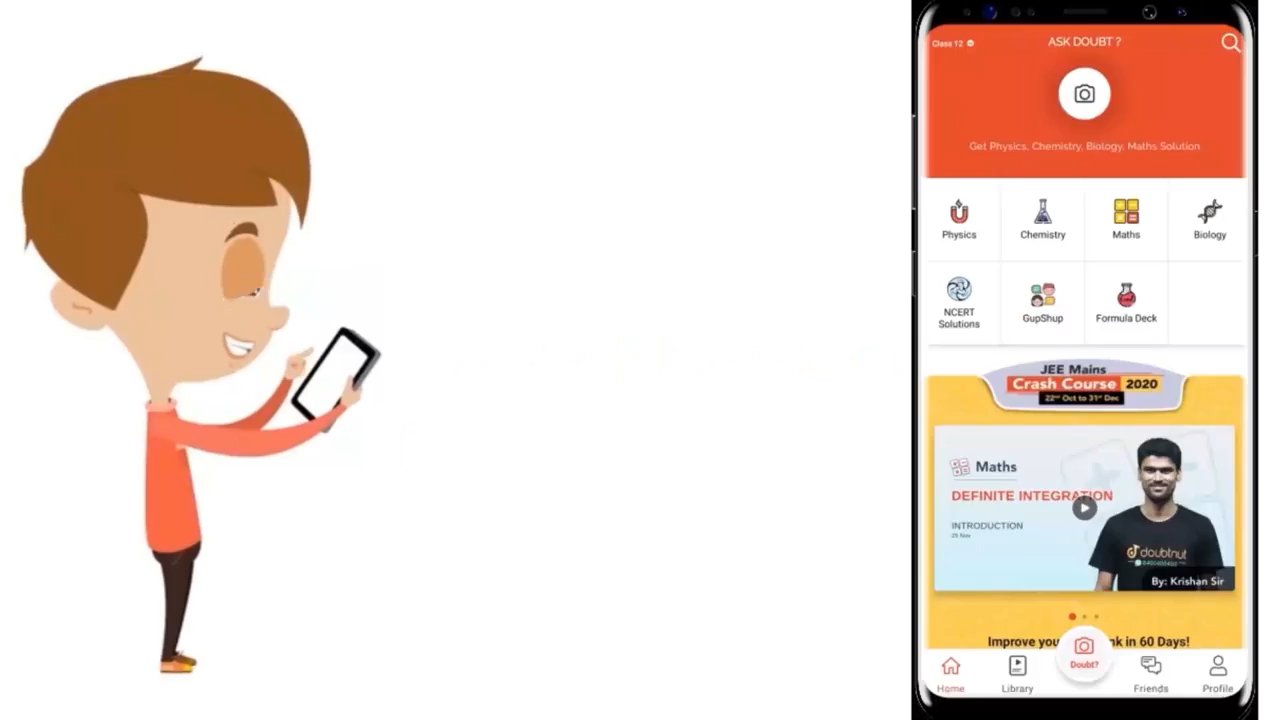 Class 12
ASK DOUBT ?
Get Physics, Chemistry, Biology, Maths Solution
Physics
Chemistry
Maths
Biology
NCERT
Solutions
GupShup
Formula Deck
JEE Mains
Crash Course 2020
22nd Oct to 31st Dec
Maths
DEFINITE INTEGRATION
INTRODUCTION
doubtnut
By: Krishan Sir
Improve you nk in 60 Days!
Doubt?
Home
Library
Friends
Profile